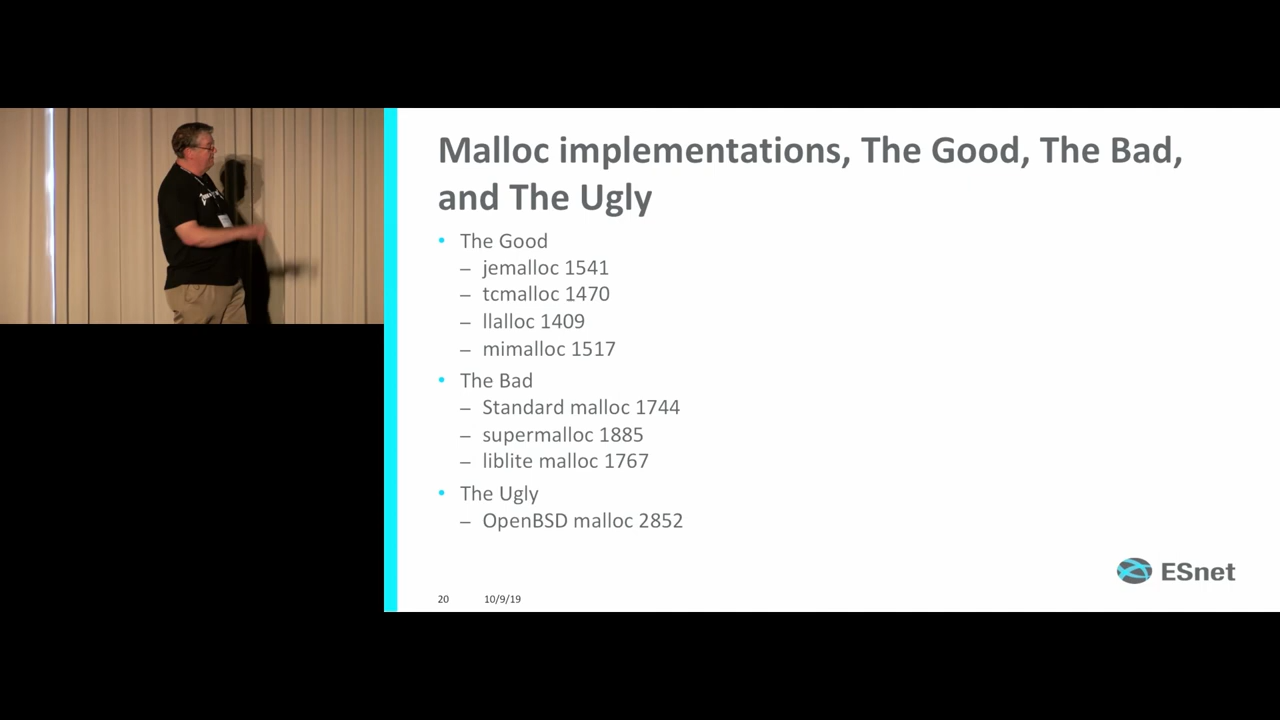 Malloc implementations, The Good, The Bad,
and The Ugly
• The Good
– jemalloc 1541
– tcmalloc 1470
– llalloc 1409
– mimalloc 1517
• The Bad
– Standard malloc 1744
– supermalloc 1885
– liblite malloc 1767
• The Ugly
– OpenBSD malloc 2852
ESnet
20 10/9/19